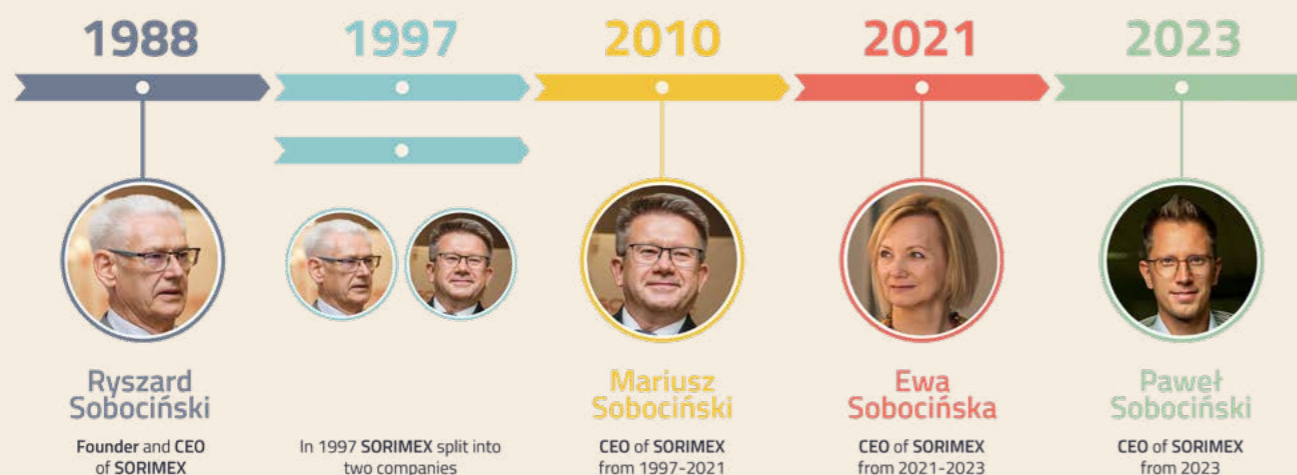 1988
1997
2010
2021
2023
Ryszard
Sobociński
Founder and CEO
of SORIMEX
In 1997 SORIMEX split into
two companies
Mariusz
Sobociński
CEO of SORIMEX
from 1997-2021
Ewa
Sobocińska
CEO of SORIMEX
from 2021-2023
Paweł
Sobociński
CEO of SORIMEX
from 2023